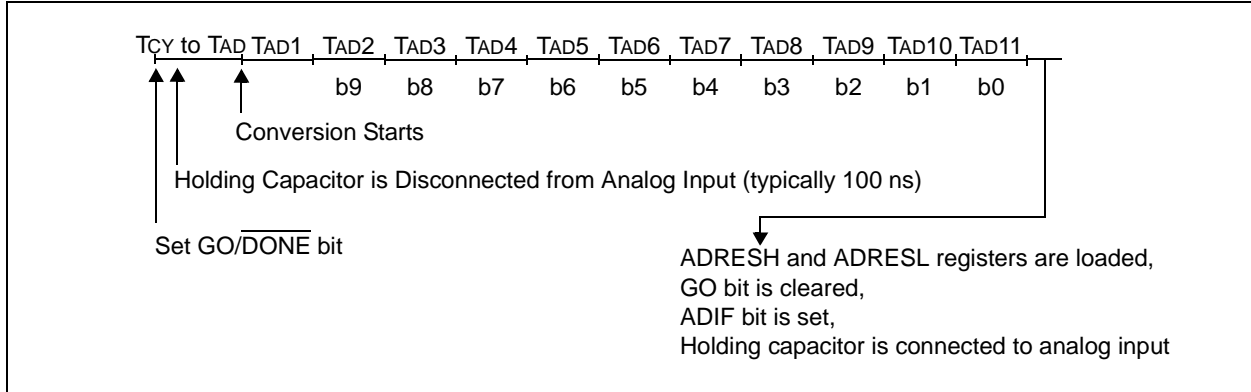 TCY to TAD TAD1 TAD2 TAD3 TAD4 TAD5 TAD6 TAD7 TAD8 TAD9 TAD10 TAD11
b9 b8 b7 b6 b5 b4 b3 b2 b1 b0
Conversion Starts
Holding Capacitor is Disconnected from Analog Input (typically 100 ns)
Set GO/DONE bit
ADRESH and ADRESL registers are loaded,
GO bit is cleared,
ADIF bit is set,
Holding capacitor is connected to analog input